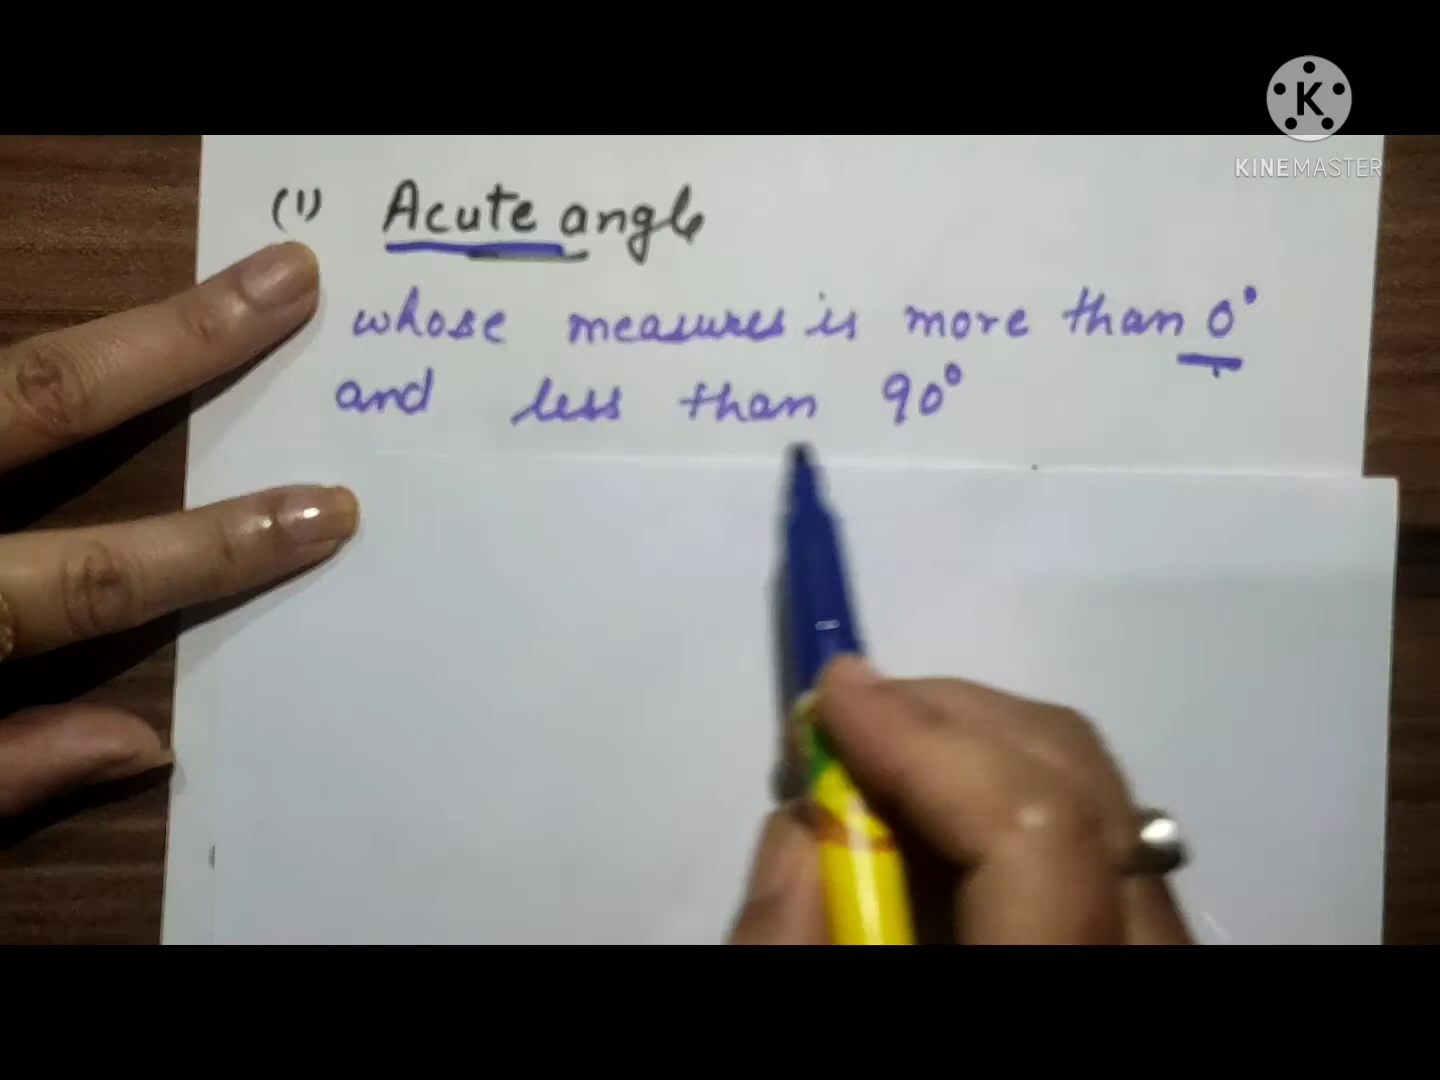 K
KINEMASTER
(1) Acute angle
whose measures is more than 0°
and less than 90°